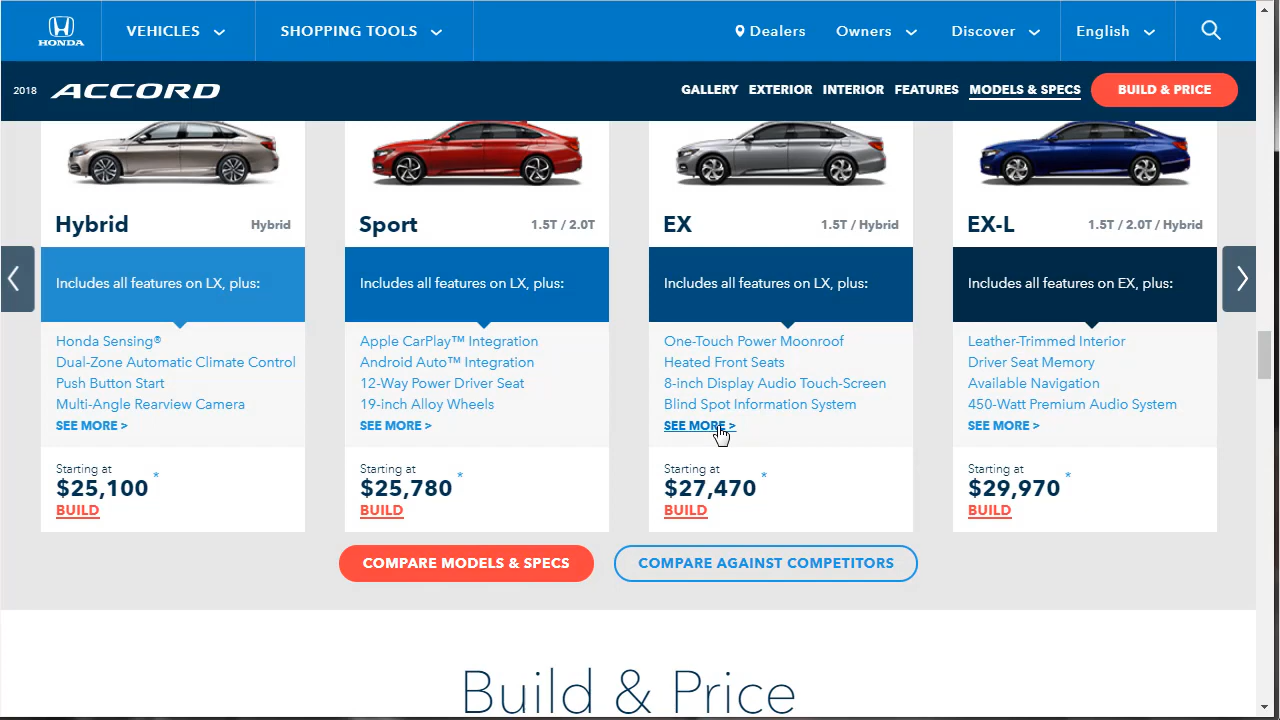 HONDA
VEHICLES
SHOPPING TOOLS
Dealers
Owners
Discover
English
2018 ACCORD
GALLERY
EXTERIOR
INTERIOR
FEATURES
MODELS & SPECS
BUILD & PRICE
Hybrid
Hybrid
Includes all features on LX, plus:
Honda Sensing®
Dual-Zone Automatic Climate Control
Push Button Start
Multi-Angle Rearview Camera
SEE MORE >
Starting at
$25,100 *
BUILD
Sport
1.5T / 2.0T
Includes all features on LX, plus:
Apple CarPlay™ Integration
Android Auto™ Integration
12-Way Power Driver Seat
19-inch Alloy Wheels
SEE MORE >
Starting at
$25,780 *
BUILD
EX
1.5T / Hybrid
Includes all features on LX, plus:
One-Touch Power Moonroof
Heated Front Seats
8-inch Display Audio Touch-Screen
Blind Spot Information System
SEE MORE >
Starting at
$27,470 *
BUILD
EX-L
1.5T / 2.0T / Hybrid
Includes all features on EX, plus:
Leather-Trimmed Interior
Driver Seat Memory
Available Navigation
450-Watt Premium Audio System
SEE MORE >
Starting at
$29,970 *
BUILD
COMPARE MODELS & SPECS
COMPARE AGAINST COMPETITORS
Build & Price